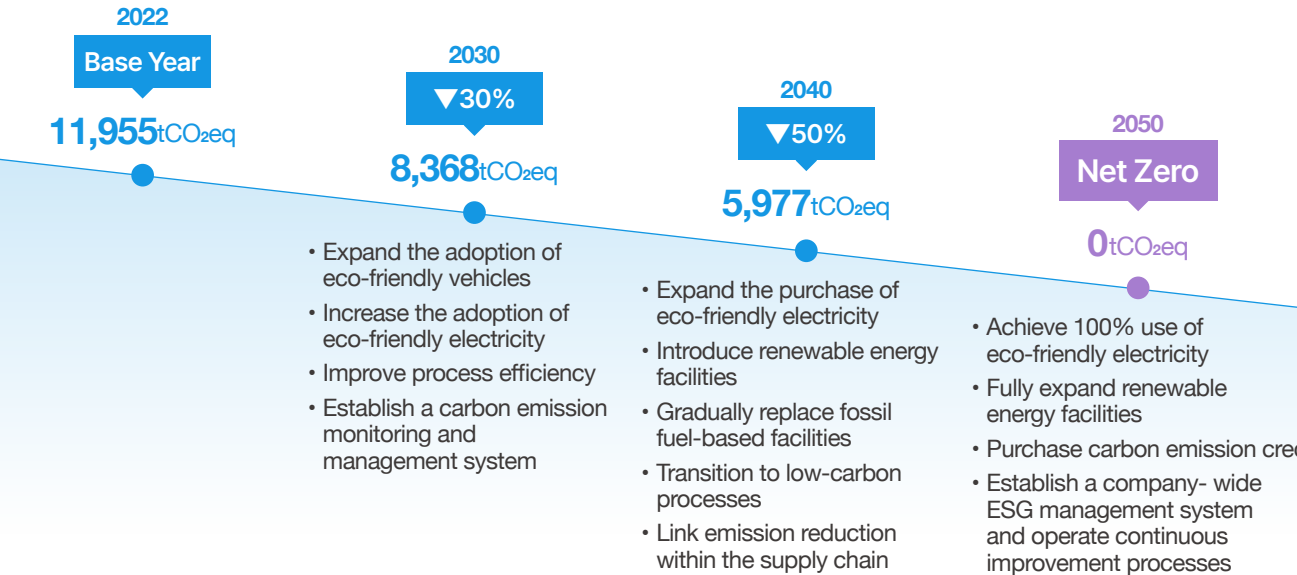 2022
Base Year
11,955tCO₂eq
2030
▼30%
8,368tCO₂eq
• Expand the adoption of
eco-friendly vehicles
• Increase the adoption of
eco-friendly electricity
• Improve process efficiency
• Establish a carbon emission
monitoring and
management system
2040
▼50%
5,977tCO₂eq
• Expand the purchase of
eco-friendly electricity
• Introduce renewable energy
facilities
• Gradually replace fossil
fuel-based facilities
• Transition to low-carbon
processes
• Link emission reduction
within the supply chain
2050
Net Zero
0tCO₂eq
• Achieve 100% use of
eco-friendly electricity
• Fully expand renewable
energy facilities
• Purchase carbon emission
• Establish a company- wide
ESG management system
and operate continuous
improvement processes